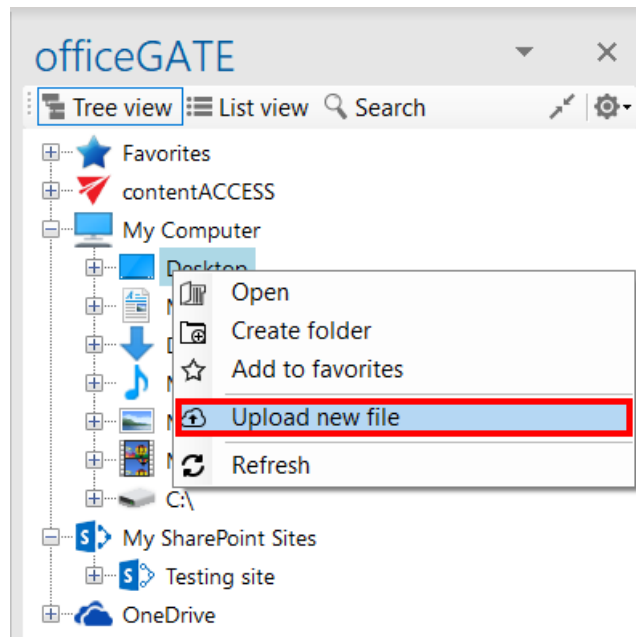 officeGATE
Tree view List view Search
Favorites
contentACCESS
My Computer
Desktop
Open
Create folder
Add to favorites
Upload new file
Refresh
C:\
My SharePoint Sites
Testing site
OneDrive